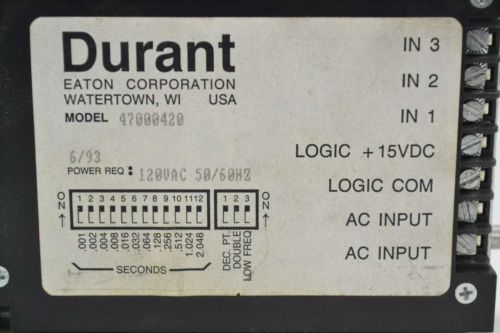 Durant
EATON CORPORATION
WATERTOWN, WI USA
MODEL 47000420
6/93
POWER REQ: 120VAC 50/60HZ
ON
1 2 3 4 5 6 7 8 9 10 11 12
1 2 3
ON
.001
.002
.004
.008
.016
.032
.064
.128
.256
.512
1.024
2.048
SECONDS
DEC. PT.
DOUBLE
LOW FREQ
IN 3
IN 2
IN 1
LOGIC +15VDC
LOGIC COM
AC INPUT
AC INPUT